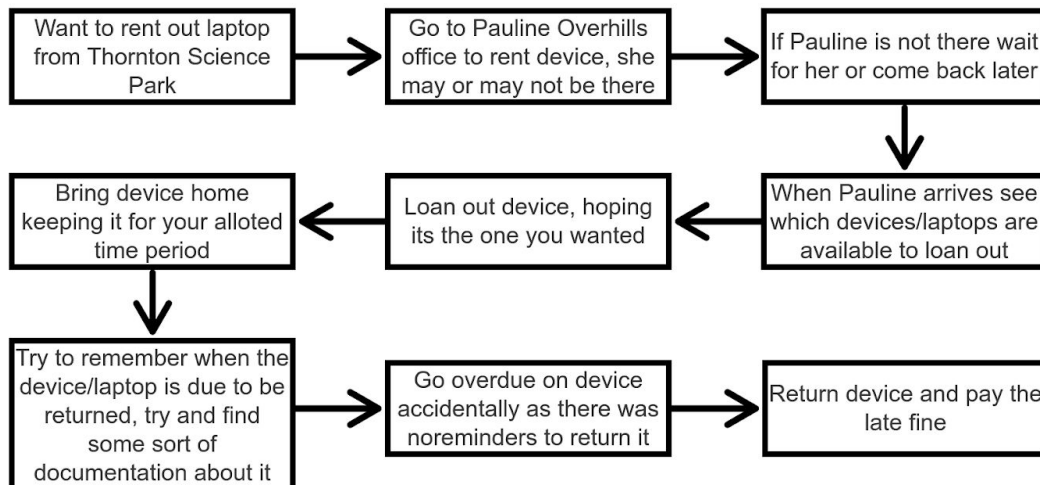 Want to rent out laptop
from Thornton Science
Park
Go to Pauline Overhills
office to rent device, she
may or may not be there
If Pauline is not there wait
for her or come back later
When Pauline arrives see
which devices/laptops are
available to loan out
Loan out device, hoping
its the one you wanted
Bring device home
keeping it for your alloted
time period
Try to remember when the
device/laptop is due to be
returned, try and find
some sort of
documentation about it
Go overdue on device
accidentally as there was
noreminders to return it
Return device and pay the
late fine